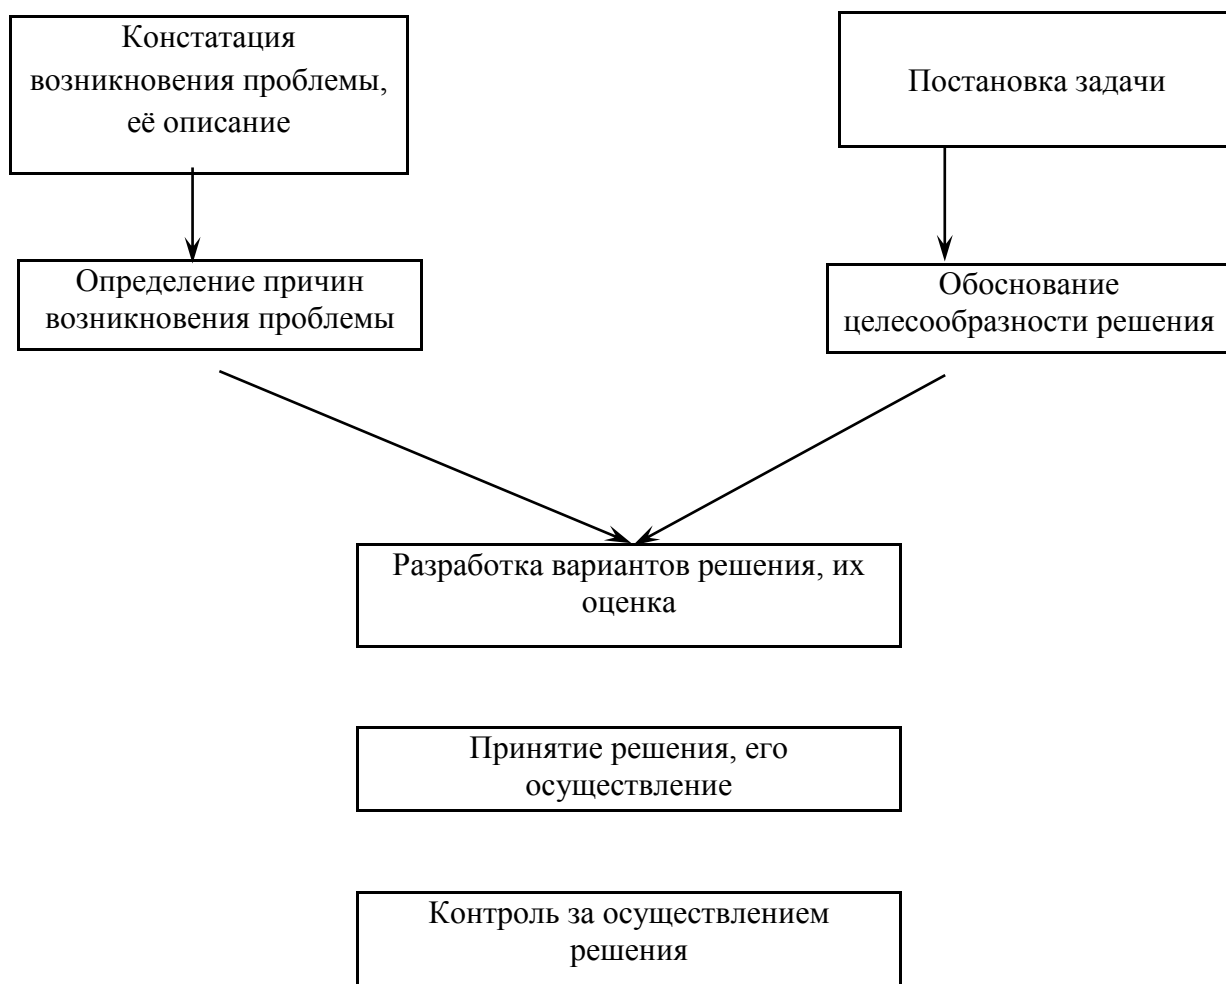 Констатация
возникновения проблемы,
её описание
Постановка задачи
Определение причин
возникновения проблемы
Обоснование
целесообразности решения
Разработка вариантов решения, их
оценка
Принятие решения, его
осуществление
Контроль за осуществлением
решения